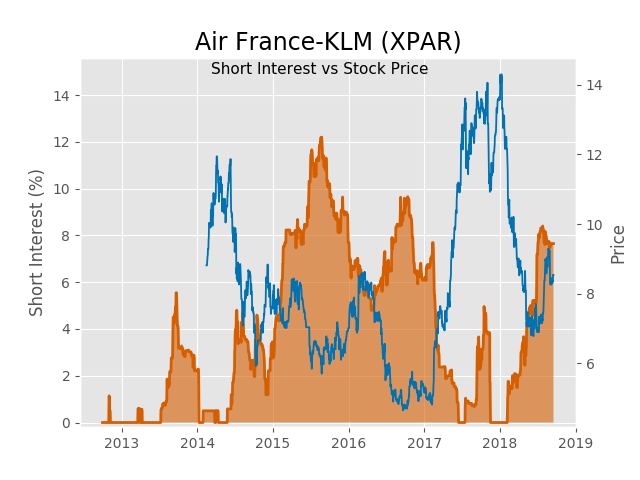 Air France-KLM (XPAR)
Short Interest vs Stock Price
Short Interest (%)
14
12
10
8
6
4
2
0
14
12
10
8
6
Price
2013 2014 2015 2016 2017 2018 2019